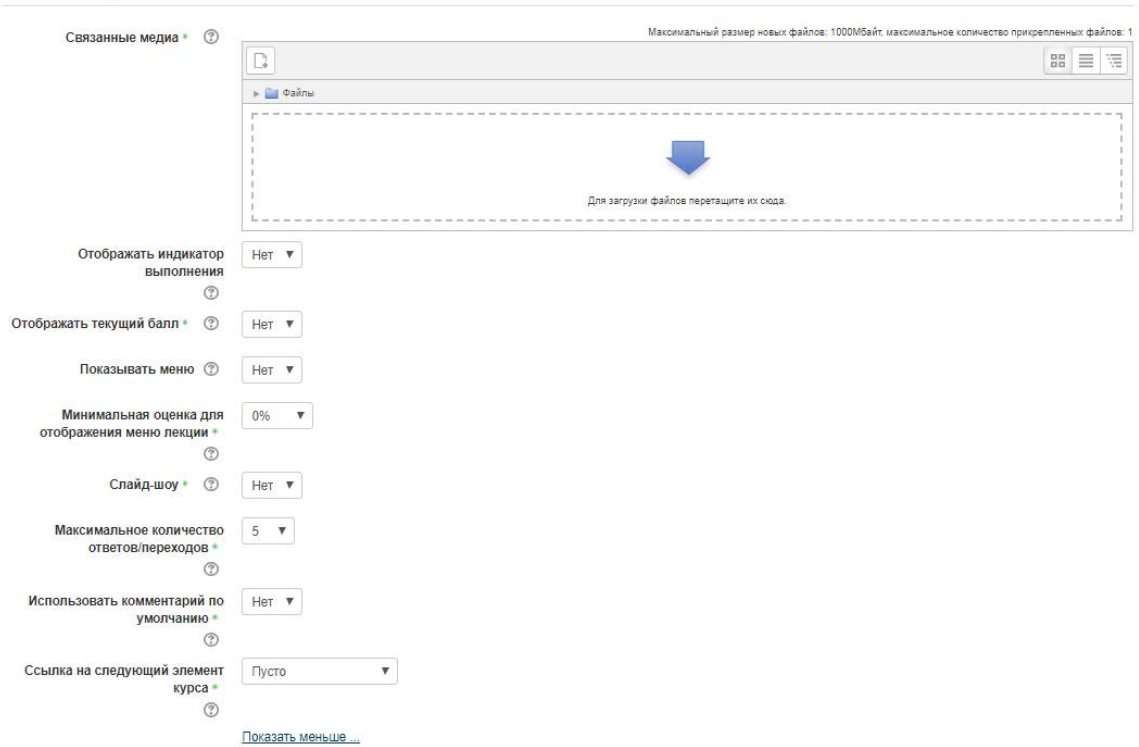 Связанные медиа *
Максимальный размер новых файлов: 1000Мбайт, максимальное количество прикрепленных файлов: 1
Файлы
Для загрузки файлов перетащите их сюда.
Отображать индикатор
выполнения
Нет
Отображать текущий балл *
Нет
Показывать меню
Нет
Минимальная оценка для
отображения меню лекции *
0%
Слайд-шоу *
Нет
Максимальное количество
ответов/переходов *
5
Использовать комментарий по
умолчанию *
Нет
Ссылка на следующий элемент
курса *
Пусто
Показать меньше ...